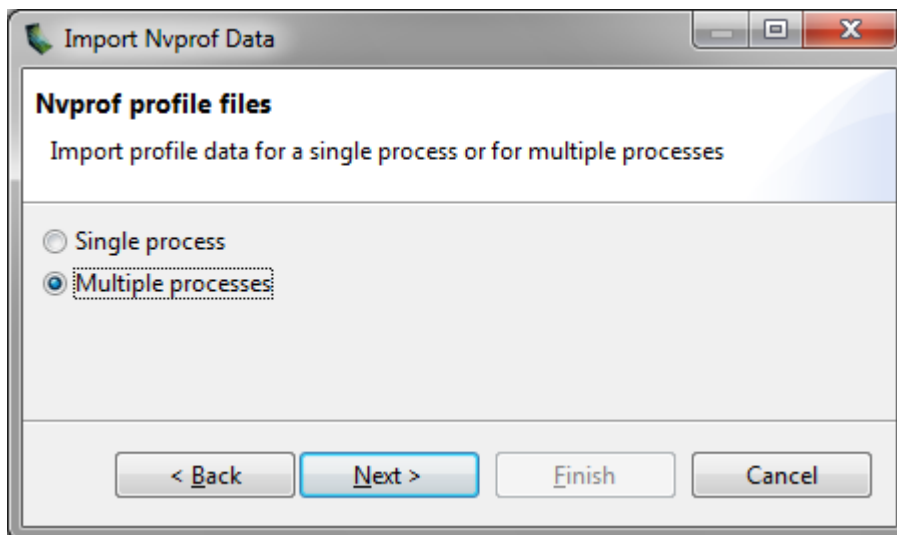 Import Nvprof Data
Nvprof profile files
Import profile data for a single process or for multiple processes
Single process
Multiple processes
< Back Next > Finish Cancel